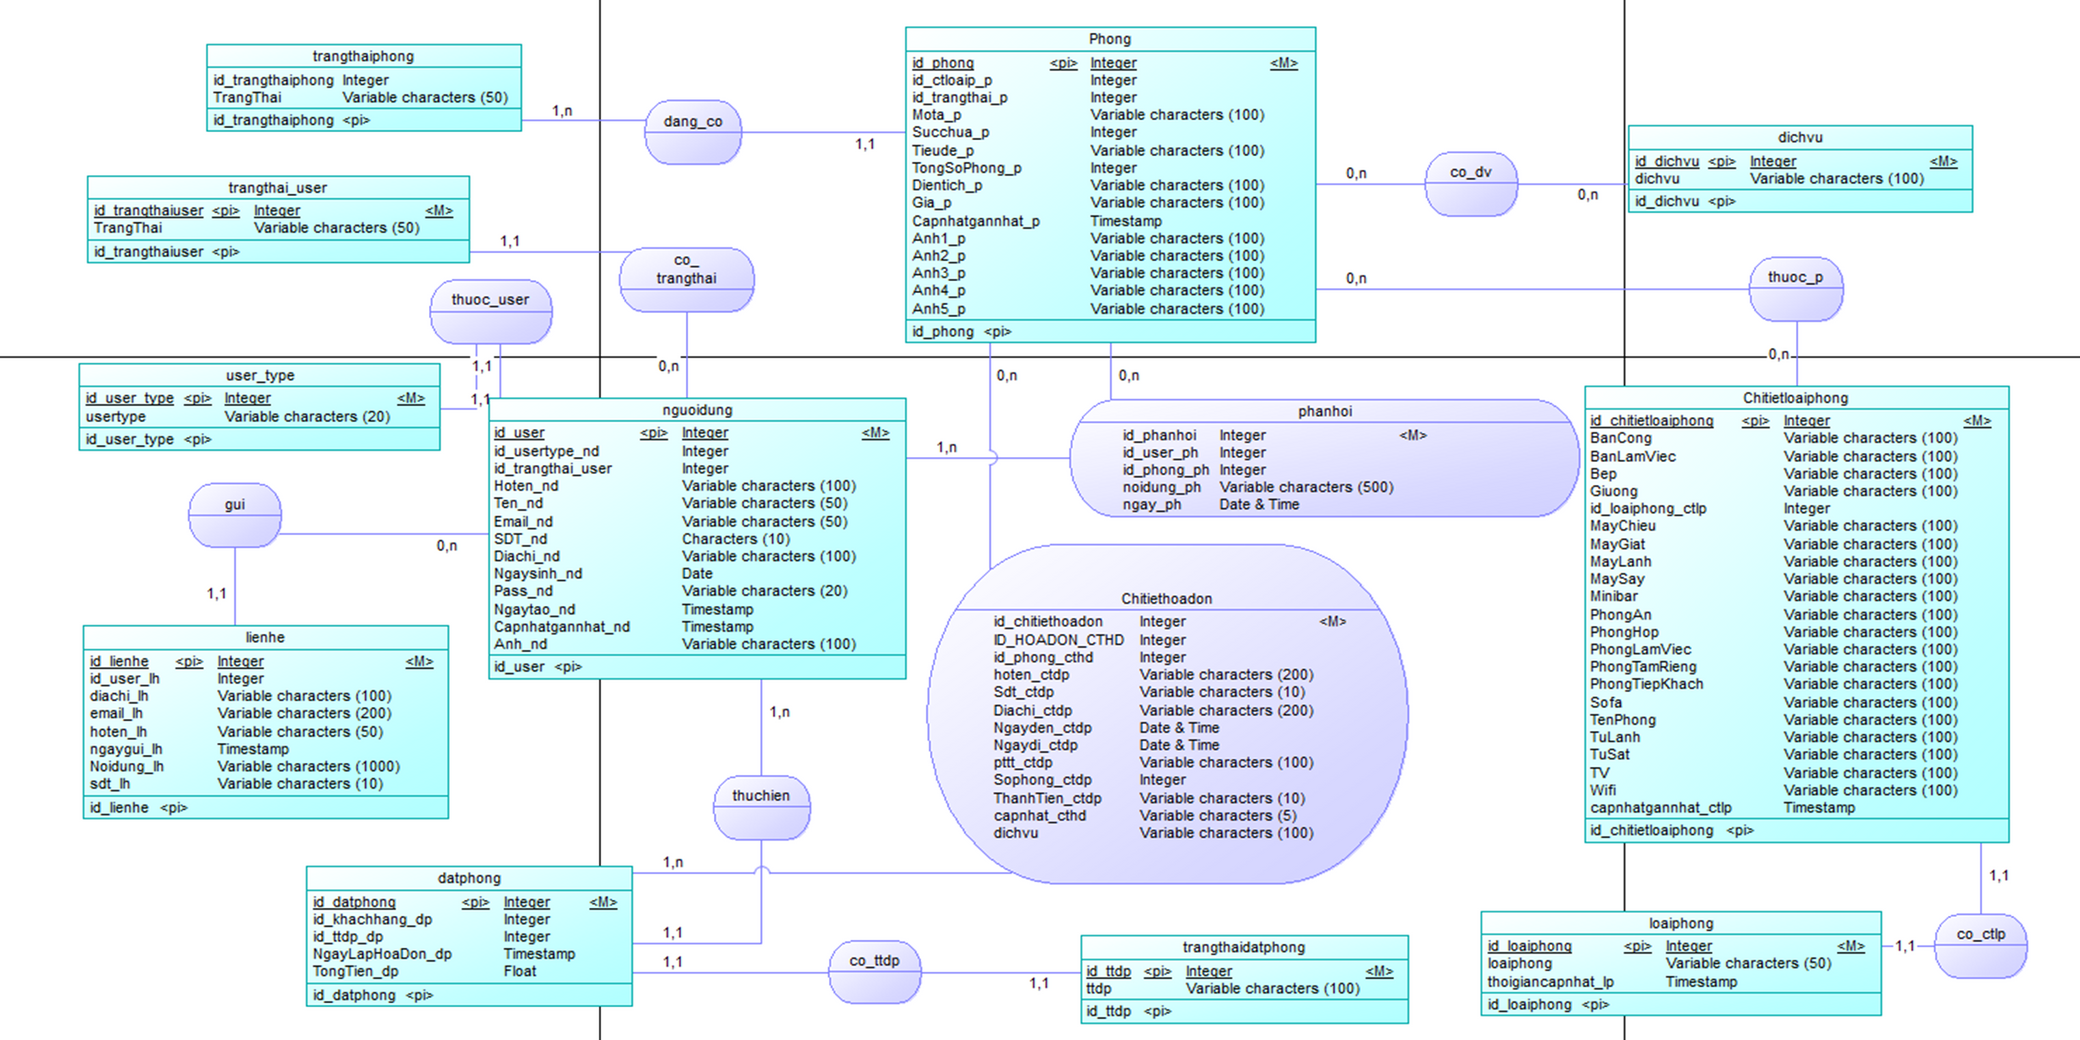 trangthaiphong
id_trangthaiphong Integer
TrangThai Variable characters (50)
id_trangthaiphong <pi>
1,n
dang_co
1,1
Phong
id_phong <pi> Integer <M>
id_ctloaip_p Integer
id_trangthai_p Integer
Mota_p Variable characters (100)
Succhua_p Integer
Tieude_p Variable characters (100)
TongSoPhong_p Integer
Dientich_p Variable characters (100)
Gia_p Variable characters (100)
Capnhatgannhat_p Timestamp
Anh1_p Variable characters (100)
Anh2_p Variable characters (100)
Anh3_p Variable characters (100)
Anh4_p Variable characters (100)
Anh5_p Variable characters (100)
id_phong <pi>
0,n
co_dv
0,n
dichvu
id_dichvu <pi> Integer <M>
dichvu Variable characters (100)
id_dichvu <pi>
trangthai_user
id_trangthaiuser <pi> Integer <M>
TrangThai Variable characters (50)
id_trangthaiuser <pi>
1,1
co_
trangthai
0,n
thuoc_user
1,1
1,1
0,n
thuoc_p
0,n
user_type
id_user_type <pi> Integer <M>
usertype Variable characters (20)
id_user_type <pi>
nguoidung
id_user <pi> Integer <M>
id_usertype_nd Integer
id_trangthai_user Integer
Hoten_nd Variable characters (100)
Ten_nd Variable characters (50)
Email_nd Variable characters (50)
SDT_nd Characters (10)
Diachi_nd Variable characters (100)
Ngaysinh_nd Date
Pass_nd Variable characters (20)
Ngaytao_nd Timestamp
Capnhatgannhat_nd Timestamp
Anh_nd Variable characters (100)
id_user <pi>
0,n
0,n
1,n
phanhoi
id_phanhoi Integer <M>
id_user_ph Integer
id_phong_ph Integer
noidung_ph Variable characters (500)
ngay_ph Date & Time
Chitietloaiphong
id_chitietloaiphong <pi> Integer <M>
BanCong Variable characters (100)
BanLamViec Variable characters (100)
Bep Variable characters (100)
Giuong Variable characters (100)
id_loaiphong_ctlp Integer
MayChieu Variable characters (100)
MayGiat Variable characters (100)
MayLanh Variable characters (100)
MaySay Variable characters (100)
Minibar Variable characters (100)
PhongAn Variable characters (100)
PhongHop Variable characters (100)
PhongLamViec Variable characters (100)
PhongTamRieng Variable characters (100)
PhongTiepKhach Variable characters (100)
Sofa Variable characters (100)
TenPhong Variable characters (100)
TuLanh Variable characters (100)
TuSat Variable characters (100)
TV Variable characters (100)
Wifi Variable characters (100)
capnhatgannhat_ctlp Timestamp
id_chitietloaiphong <pi>
gui
0,n
1,1
lienhe
id_lienhe <pi> Integer <M>
id_user_lh Integer
diachi_lh Variable characters (100)
email_lh Variable characters (200)
hoten_lh Variable characters (50)
ngaygui_lh Timestamp
Noidung_lh Variable characters (1000)
sdt_lh Variable characters (10)
id_lienhe <pi>
Chitiethoadon
id_chitiethoadon Integer <M>
ID_HOADON_CTHD Integer
id_phong_cthd Integer
hoten_ctdp Variable characters (200)
Sdt_ctdp Variable characters (10)
Diachi_ctdp Variable characters (200)
Ngayden_ctdp Date & Time
Ngaydi_ctdp Date & Time
pttt_ctdp Variable characters (100)
Sophong_ctdp Integer
ThanhTien_ctdp Variable characters (10)
capnhat_cthd Variable characters (5)
dichvu Variable characters (100)
1,n
thuchien
1,n
1,1
1,1
datphong
id_datphong <pi> Integer <M>
id_khachhang_dp Integer
id_ttdp_dp Integer
NgayLapHoaDon_dp Timestamp
TongTien_dp Float
id_datphong <pi>
co_ttdp
1,1
trangthaidatphong
id_ttdp <pi> Integer <M>
ttdp Variable characters (100)
id_ttdp <pi>
1,1
loaiphong
id_loaiphong <pi> Integer <M>
loaiphong Variable characters (50)
thoigiancapnhat_lp Timestamp
id_loaiphong <pi>
1,1
co_ctlp